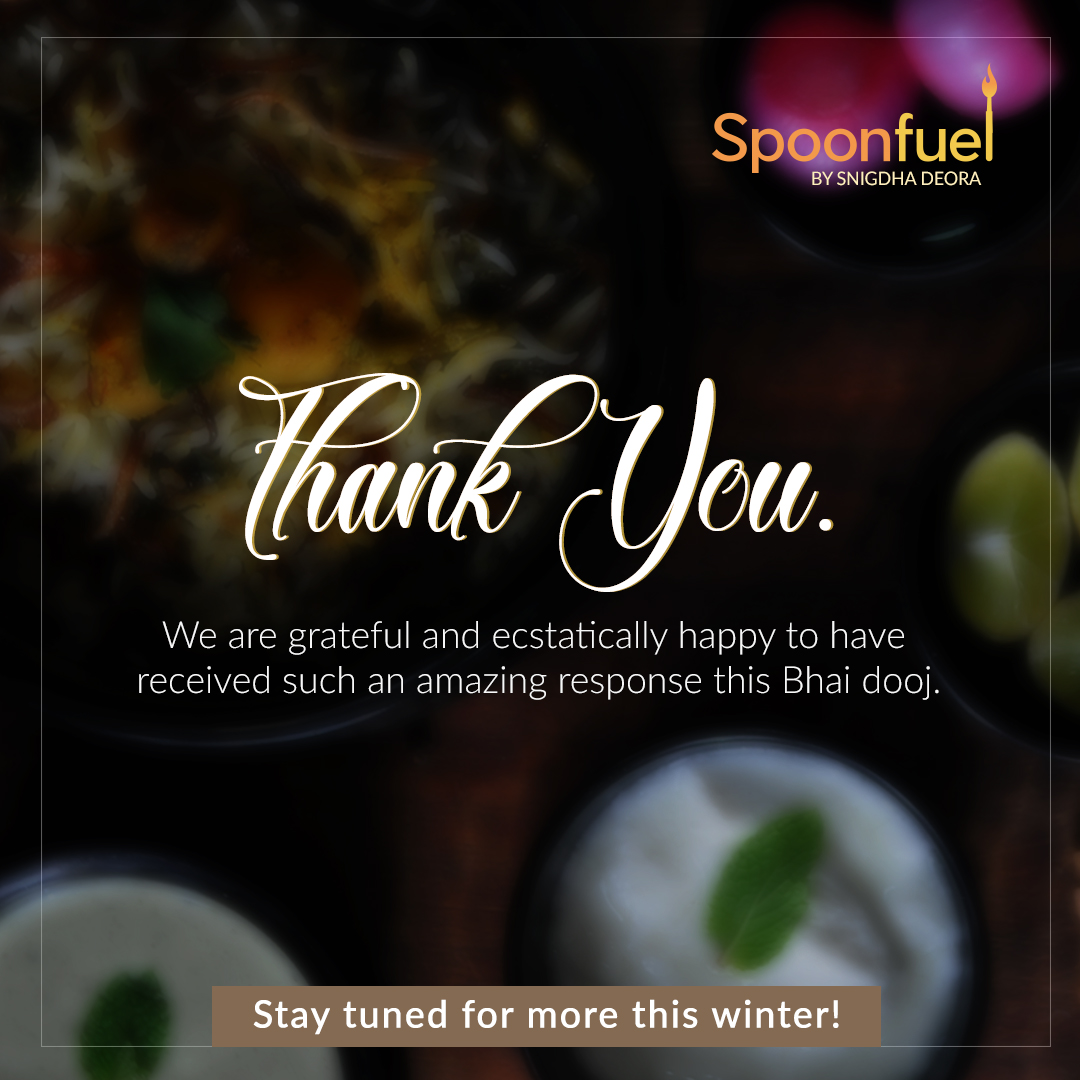 Spoonfuel
BY SNIGDHA DEORA
Thank You.
We are grateful and ecstatically happy to have
received such an amazing response this Bhai dooj.
Stay tuned for more this winter!